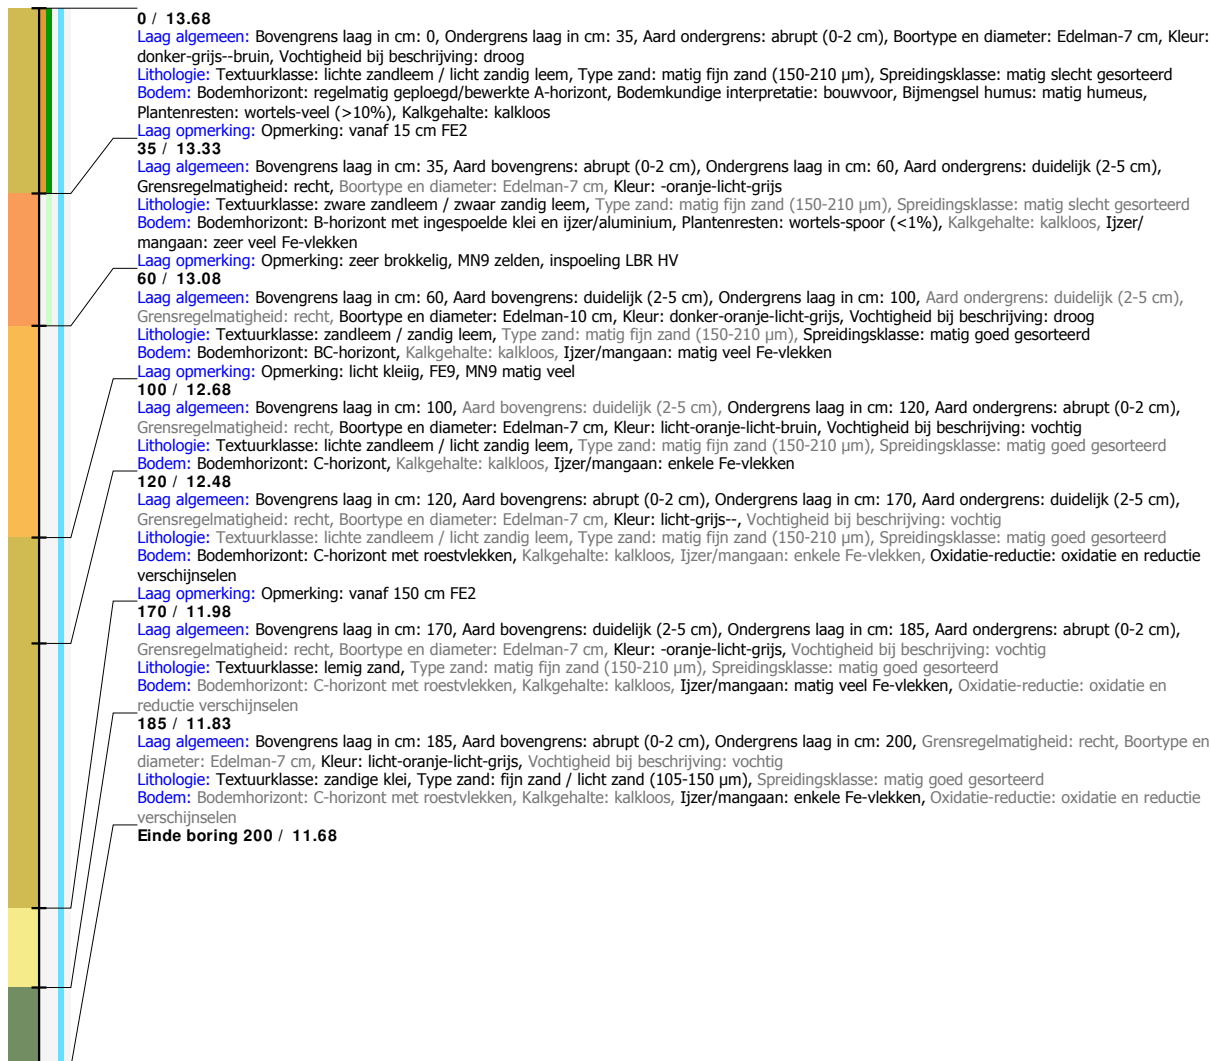 0 / 13.68
Laag algemeen: Bovengrens laag in cm: 0, Ondergrens laag in cm: 35, Aard ondergrens: abrupt (0-2 cm), Boortype en diameter: Edelman-7 cm, Kleur:
donker-grijs--bruin, Vochtigheid bij beschrijving: droog
Lithologie: Textuurklasse: lichte zandleem / licht zandig leem, Type zand: matig fijn zand (150-210 µm), Spreidingsklasse: matig slecht gesorteerd
Bodem: Bodemhorizont: regelmatig geploegd/bewerkte A-horizont, Bodemkundige interpretatie: bouwvoor, Bijmengsel humus: matig humeus,
Plantenresten: wortels-veel (>10%), Kalkgehalte: kalkloos
Laag opmerking: Opmerking: vanaf 15 cm FE2
35 / 13.33
Laag algemeen: Bovengrens laag in cm: 35, Aard bovengrens: abrupt (0-2 cm), Ondergrens laag in cm: 60, Aard ondergrens: duidelijk (2-5 cm),
Grensregelmatigheid: recht, Boortype en diameter: Edelman-7 cm, Kleur: -oranje-licht-grijs
Lithologie: Textuurklasse: zware zandleem / zwaar zandig leem, Type zand: matig fijn zand (150-210 µm), Spreidingsklasse: matig slecht gesorteerd
Bodem: Bodemhorizont: B-horizont met ingespoelde klei en ijzer/aluminium, Plantenresten: wortels-spoor (<1%), Kalkgehalte: kalkloos, Ijzer/
mangaan: zeer veel Fe-vlekken
Laag opmerking: Opmerking: zeer brokkelig, MN9 zelden, inspoeling LBR HV
60 / 13.08
Laag algemeen: Bovengrens laag in cm: 60, Aard bovengrens: duidelijk (2-5 cm), Ondergrens laag in cm: 100, Aard ondergrens: duidelijk (2-5 cm),
Grensregelmatigheid: recht, Boortype en diameter: Edelman-10 cm, Kleur: donker-oranje-licht-grijs, Vochtigheid bij beschrijving: droog
Lithologie: Textuurklasse: zandleem / zandig leem, Type zand: matig fijn zand (150-210 µm), Spreidingsklasse: matig goed gesorteerd
Bodem: Bodemhorizont: BC-horizont, Kalkgehalte: kalkloos, Ijzer/mangaan: matig veel Fe-vlekken
Laag opmerking: Opmerking: licht kleiig, FE9, MN9 matig veel
100 / 12.68
Laag algemeen: Bovengrens laag in cm: 100, Aard bovengrens: duidelijk (2-5 cm), Ondergrens laag in cm: 120, Aard ondergrens: abrupt (0-2 cm),
Grensregelmatigheid: recht, Boortype en diameter: Edelman-7 cm, Kleur: licht-oranje-licht-bruin, Vochtigheid bij beschrijving: vochtig
Lithologie: Textuurklasse: lichte zandleem / licht zandig leem, Type zand: matig fijn zand (150-210 µm), Spreidingsklasse: matig goed gesorteerd
Bodem: Bodemhorizont: C-horizont, Kalkgehalte: kalkloos, Ijzer/mangaan: enkele Fe-vlekken
120 / 12.48
Laag algemeen: Bovengrens laag in cm: 120, Aard bovengrens: abrupt (0-2 cm), Ondergrens laag in cm: 170, Aard ondergrens: duidelijk (2-5 cm),
Grensregelmatigheid: recht, Boortype en diameter: Edelman-7 cm, Kleur: licht-grijs--, Vochtigheid bij beschrijving: vochtig
Lithologie: Textuurklasse: lichte zandleem / licht zandig leem, Type zand: matig fijn zand (150-210 µm), Spreidingsklasse: matig goed gesorteerd
Bodem: Bodemhorizont: C-horizont met roestvlekken, Kalkgehalte: kalkloos, Ijzer/mangaan: enkele Fe-vlekken, Oxidatie-reductie: oxidatie en reductie
verschijnselen
Laag opmerking: Opmerking: vanaf 150 cm FE2
170 / 11.98
Laag algemeen: Bovengrens laag in cm: 170, Aard bovengrens: duidelijk (2-5 cm), Ondergrens laag in cm: 185, Aard ondergrens: abrupt (0-2 cm),
Grensregelmatigheid: recht, Boortype en diameter: Edelman-7 cm, Kleur: -oranje-licht-grijs, Vochtigheid bij beschrijving: vochtig
Lithologie: Textuurklasse: lemig zand, Type zand: matig fijn zand (150-210 µm), Spreidingsklasse: matig goed gesorteerd
Bodem: Bodemhorizont: C-horizont met roestvlekken, Kalkgehalte: kalkloos, Ijzer/mangaan: matig veel Fe-vlekken, Oxidatie-reductie: oxidatie en
reductie verschijnselen
185 / 11.83
Laag algemeen: Bovengrens laag in cm: 185, Aard bovengrens: abrupt (0-2 cm), Ondergrens laag in cm: 200, Grensregelmatigheid: recht, Boortype en
diameter: Edelman-7 cm, Kleur: licht-oranje-licht-grijs, Vochtigheid bij beschrijving: vochtig
Lithologie: Textuurklasse: zandige klei, Type zand: fijn zand / licht zand (105-150 µm), Spreidingsklasse: matig goed gesorteerd
Bodem: Bodemhorizont: C-horizont met roestvlekken, Kalkgehalte: kalkloos, Ijzer/mangaan: enkele Fe-vlekken, Oxidatie-reductie: oxidatie en reductie
verschijnselen
Einde boring 200 / 11.68